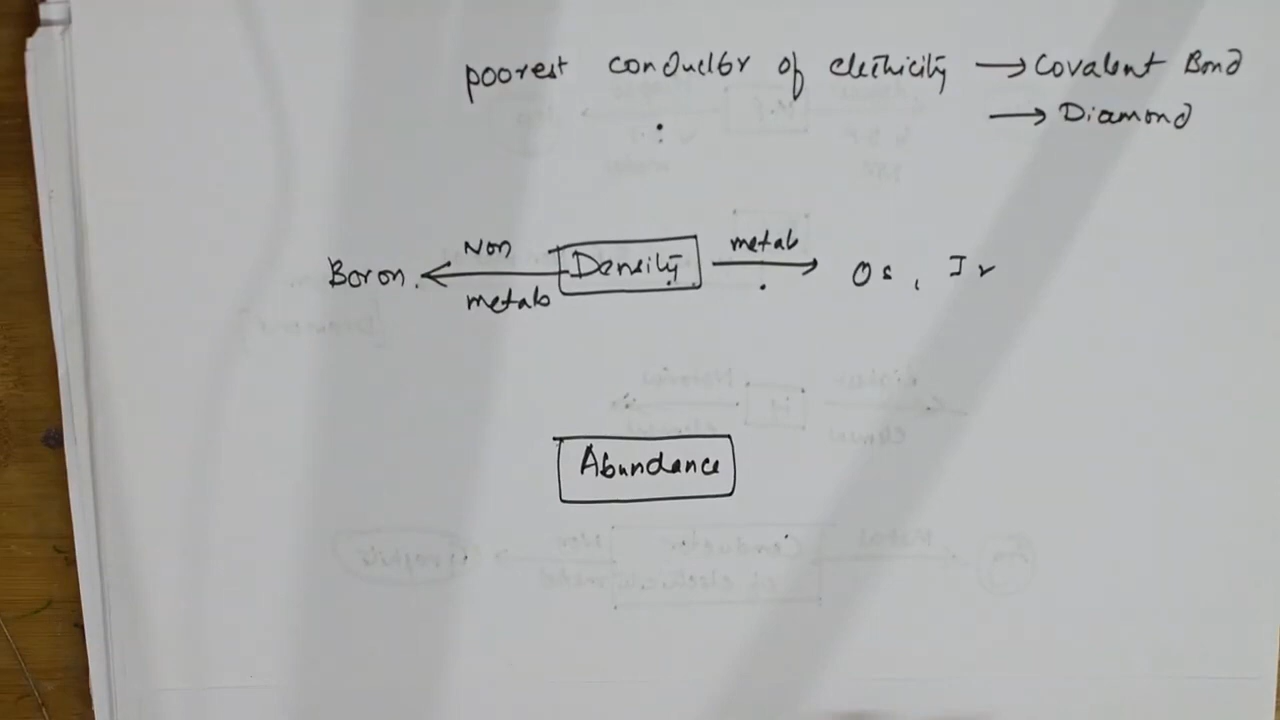 poorest conductor of electricity → Covalent Bond
→ Diamond
Boron. ← Non metals Density metals → Os, Ir
Abundance